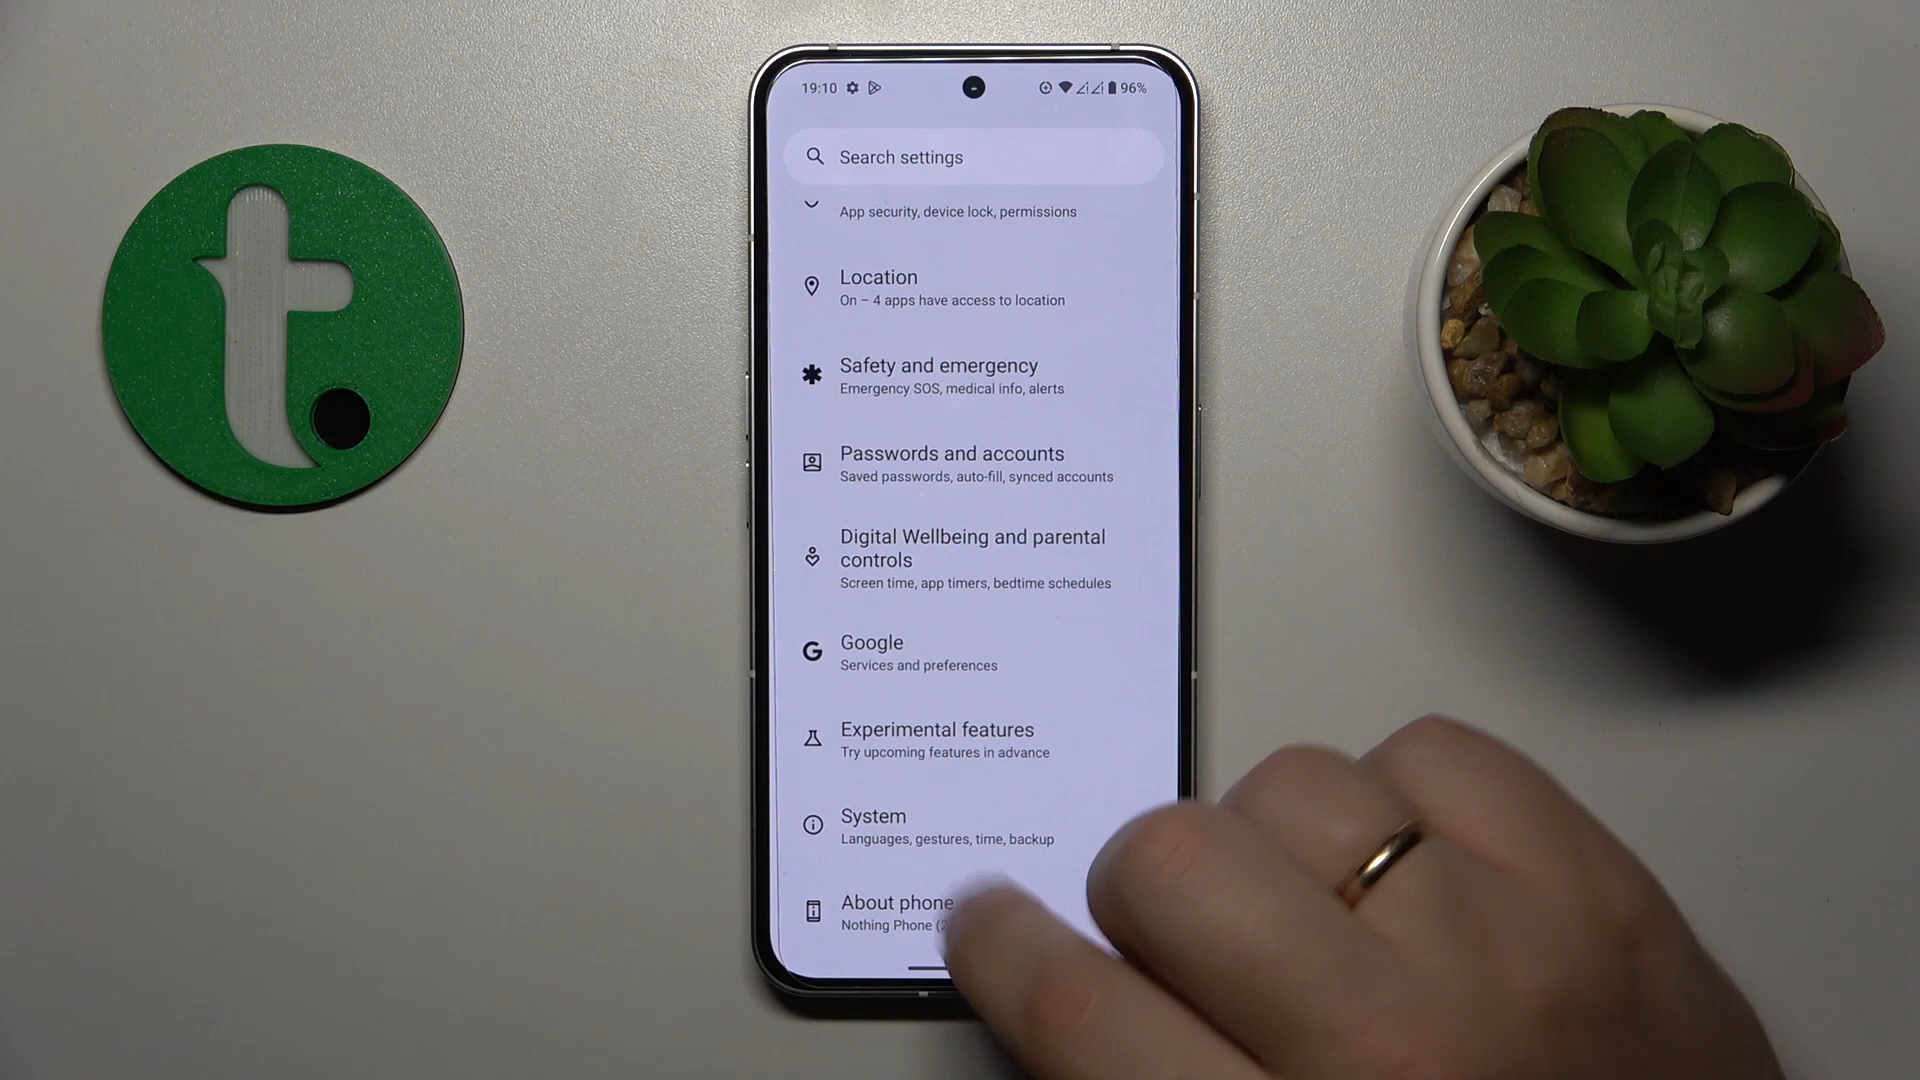 19:10
96%
Search settings
App security, device lock, permissions
Location
On – 4 apps have access to location
Safety and emergency
Emergency SOS, medical info, alerts
Passwords and accounts
Saved passwords, auto-fill, synced accounts
Digital Wellbeing and parental
controls
Screen time, app timers, bedtime schedules
Google
Services and preferences
Experimental features
Try upcoming features in advance
System
Languages, gestures, time, backup
About phone
Nothing Phone (2